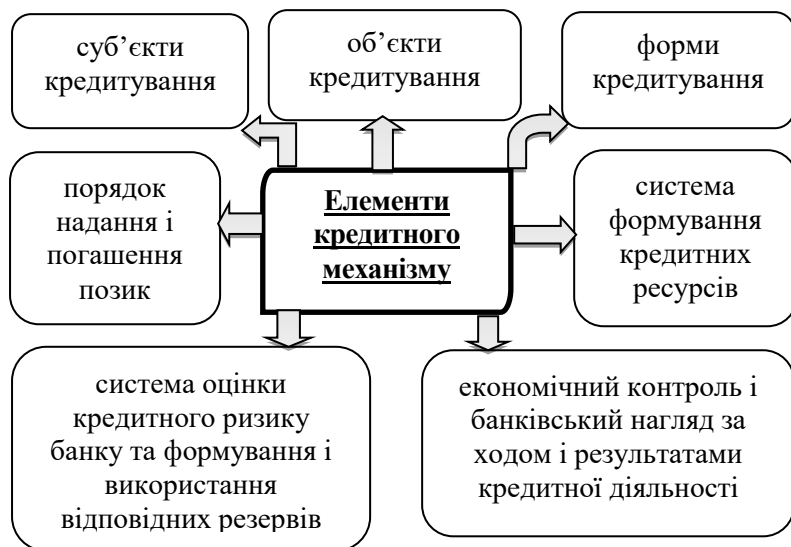 суб’єкти
кредитування
об’єкти
кредитування
форми
кредитування
порядок
надання і
погашення
позик
Елементи
кредитного
механізму
система
формування
кредитних
ресурсів
система оцінки
кредитного ризику
банку та формування і
використання
відповідних резервів
економічний контроль і
банківський нагляд за
ходом і результатами
кредитної діяльності